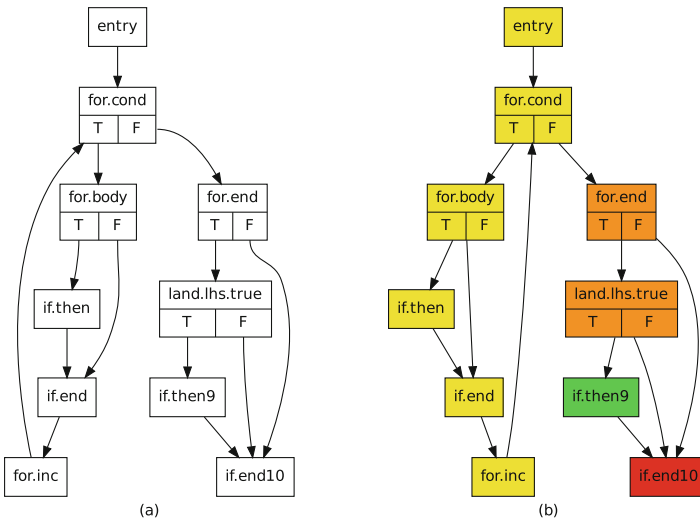 entry
for.cond
T F
for.body
T F
for.end
T F
if.then
land.lhs.true
T F
if.end
if.then9
for.inc
if.end10
(a)
entry
for.cond
T F
for.body
T F
for.end
T F
if.then
land.lhs.true
T F
if.end
if.then9
for.inc
if.end10
(b)